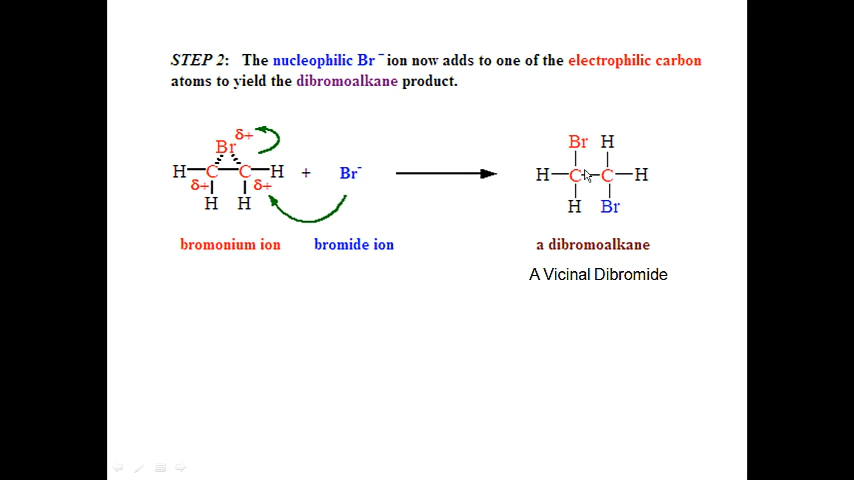 STEP 2: The nucleophilic Br⁻ ion now adds to one of the electrophilic carbon
atoms to yield the dibromoalkane product.
δ+
Br
H C C H + Br⁻
δ+ δ+
H H
Br H
H C C H
H Br
bromonium ion bromide ion a dibromoalkane
A Vicinal Dibromide